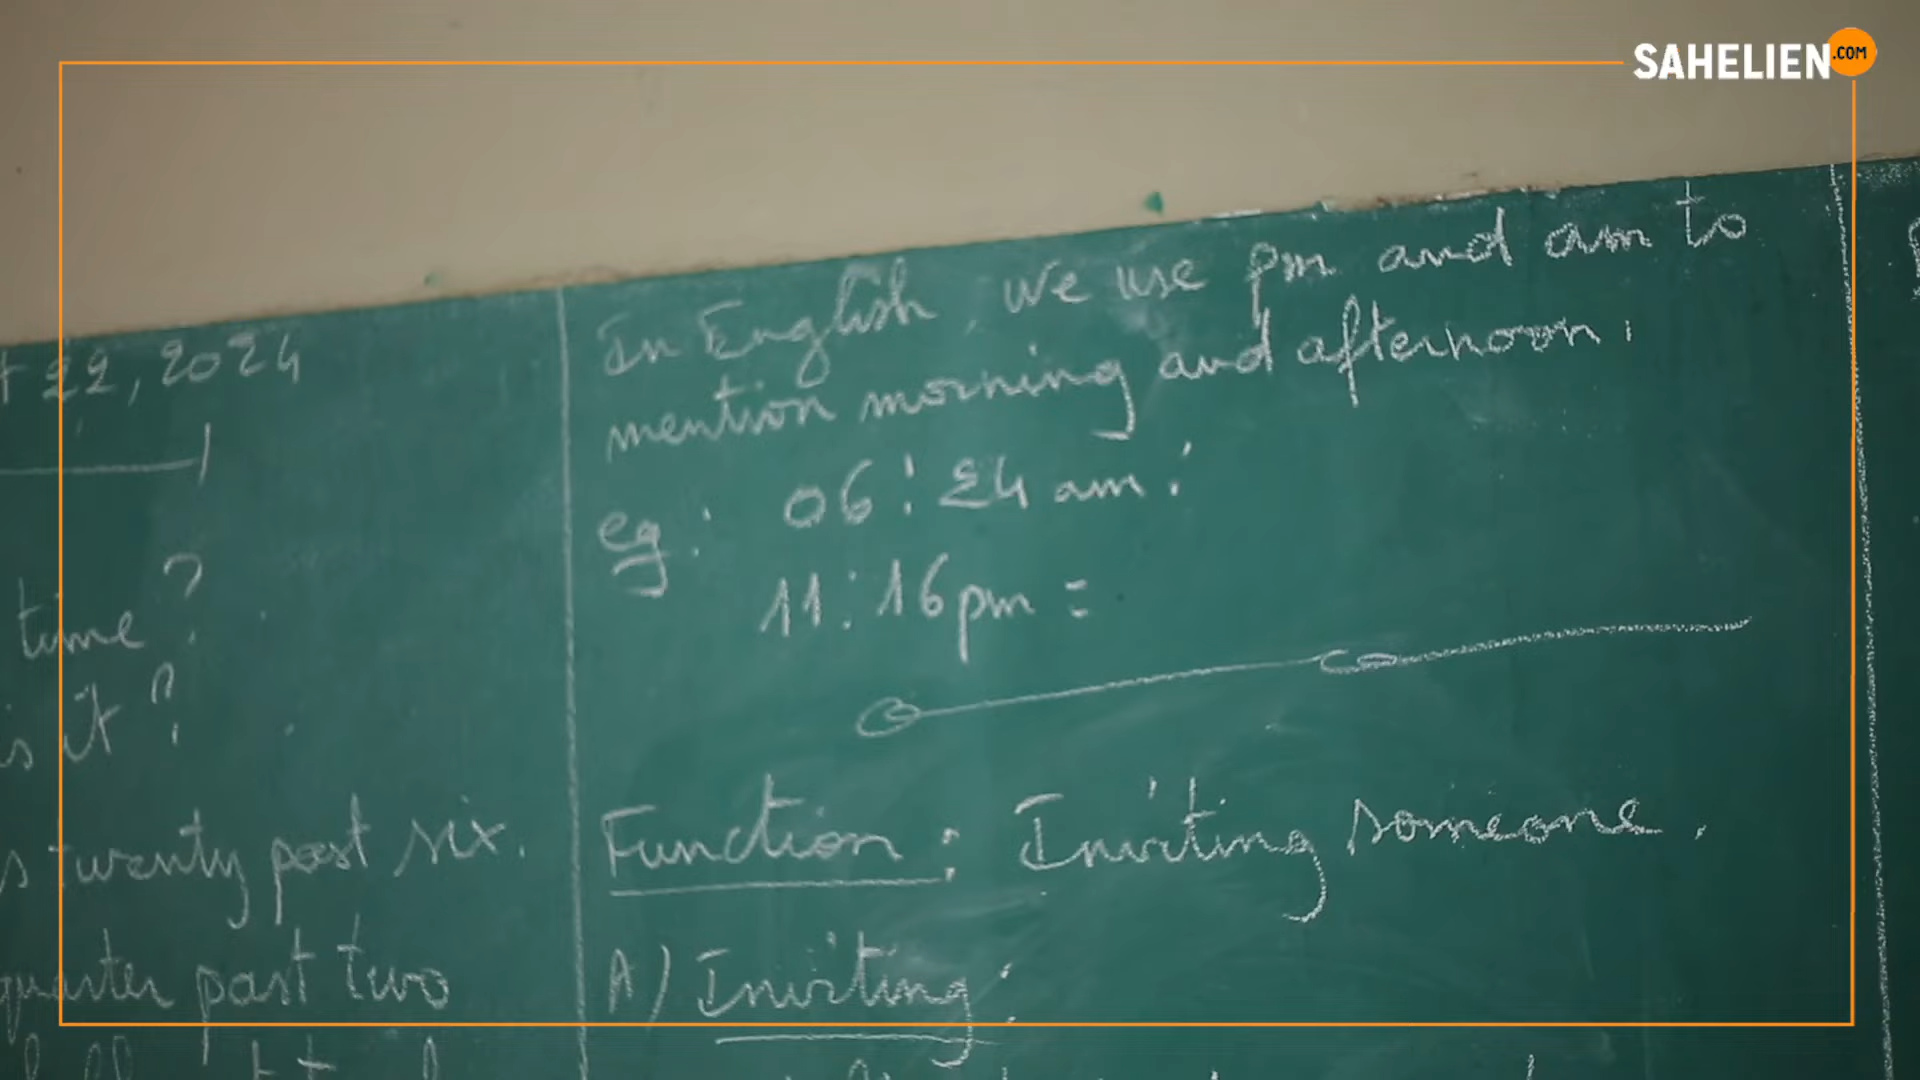 SAHELIEN.COM
22, 2024
time?
is it?
twenty past six.
quarter past two
In English, we use pm and am to
mention morning and afternoon.
eg: 06:24 am:
11:16 pm =
Function: Inviting someone.
A) Inviting: